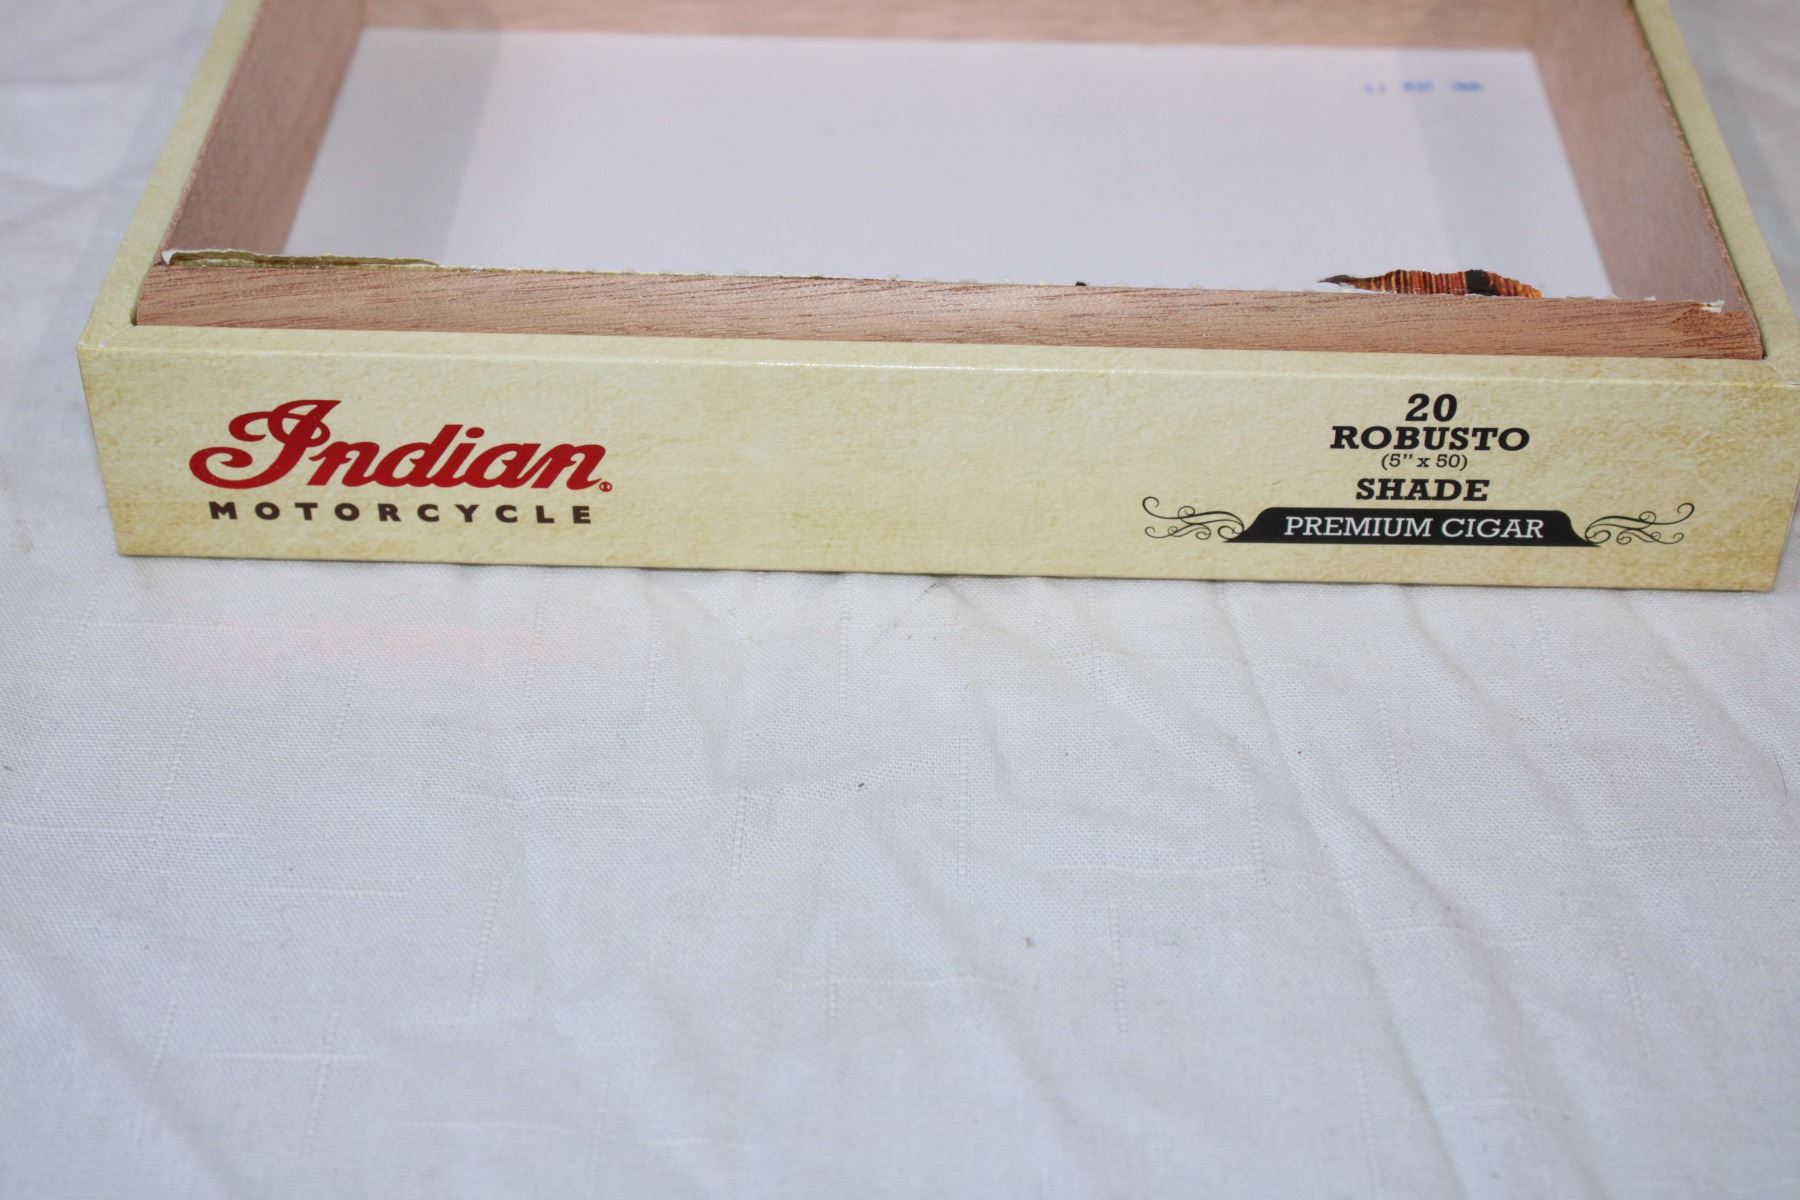 Indian®
MOTORCYCLE
20
ROBUSTO
(5" x 50)
SHADE
PREMIUM CIGAR